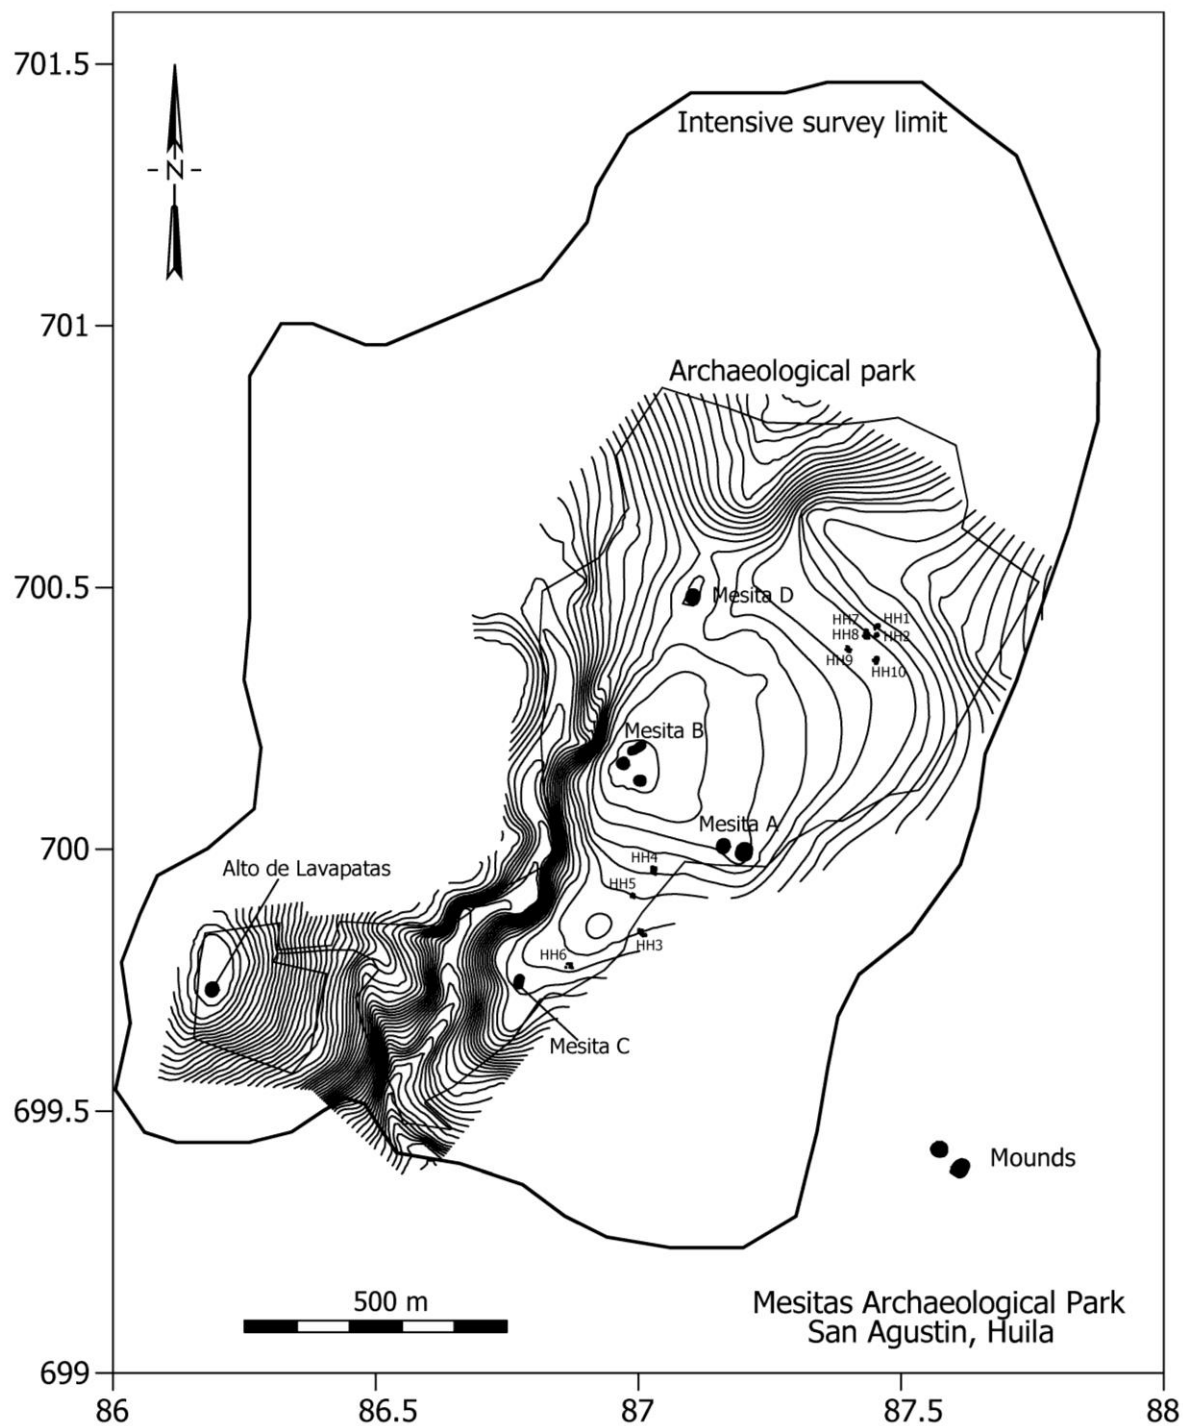 701.5
Intensive survey limit
N
701
Archaeological park
700.5
Mesita D
HH7
HH1
HH8
HH2
HH9
HH10
Mesita B
Mesita A
700
HH4
Alto de Lavapatas
HH5
HH3
HH6
Mesita C
699.5
Mounds
500 m
Mesitas Archaeological Park
San Agustin, Huila
699
86
86.5
87
87.5
88